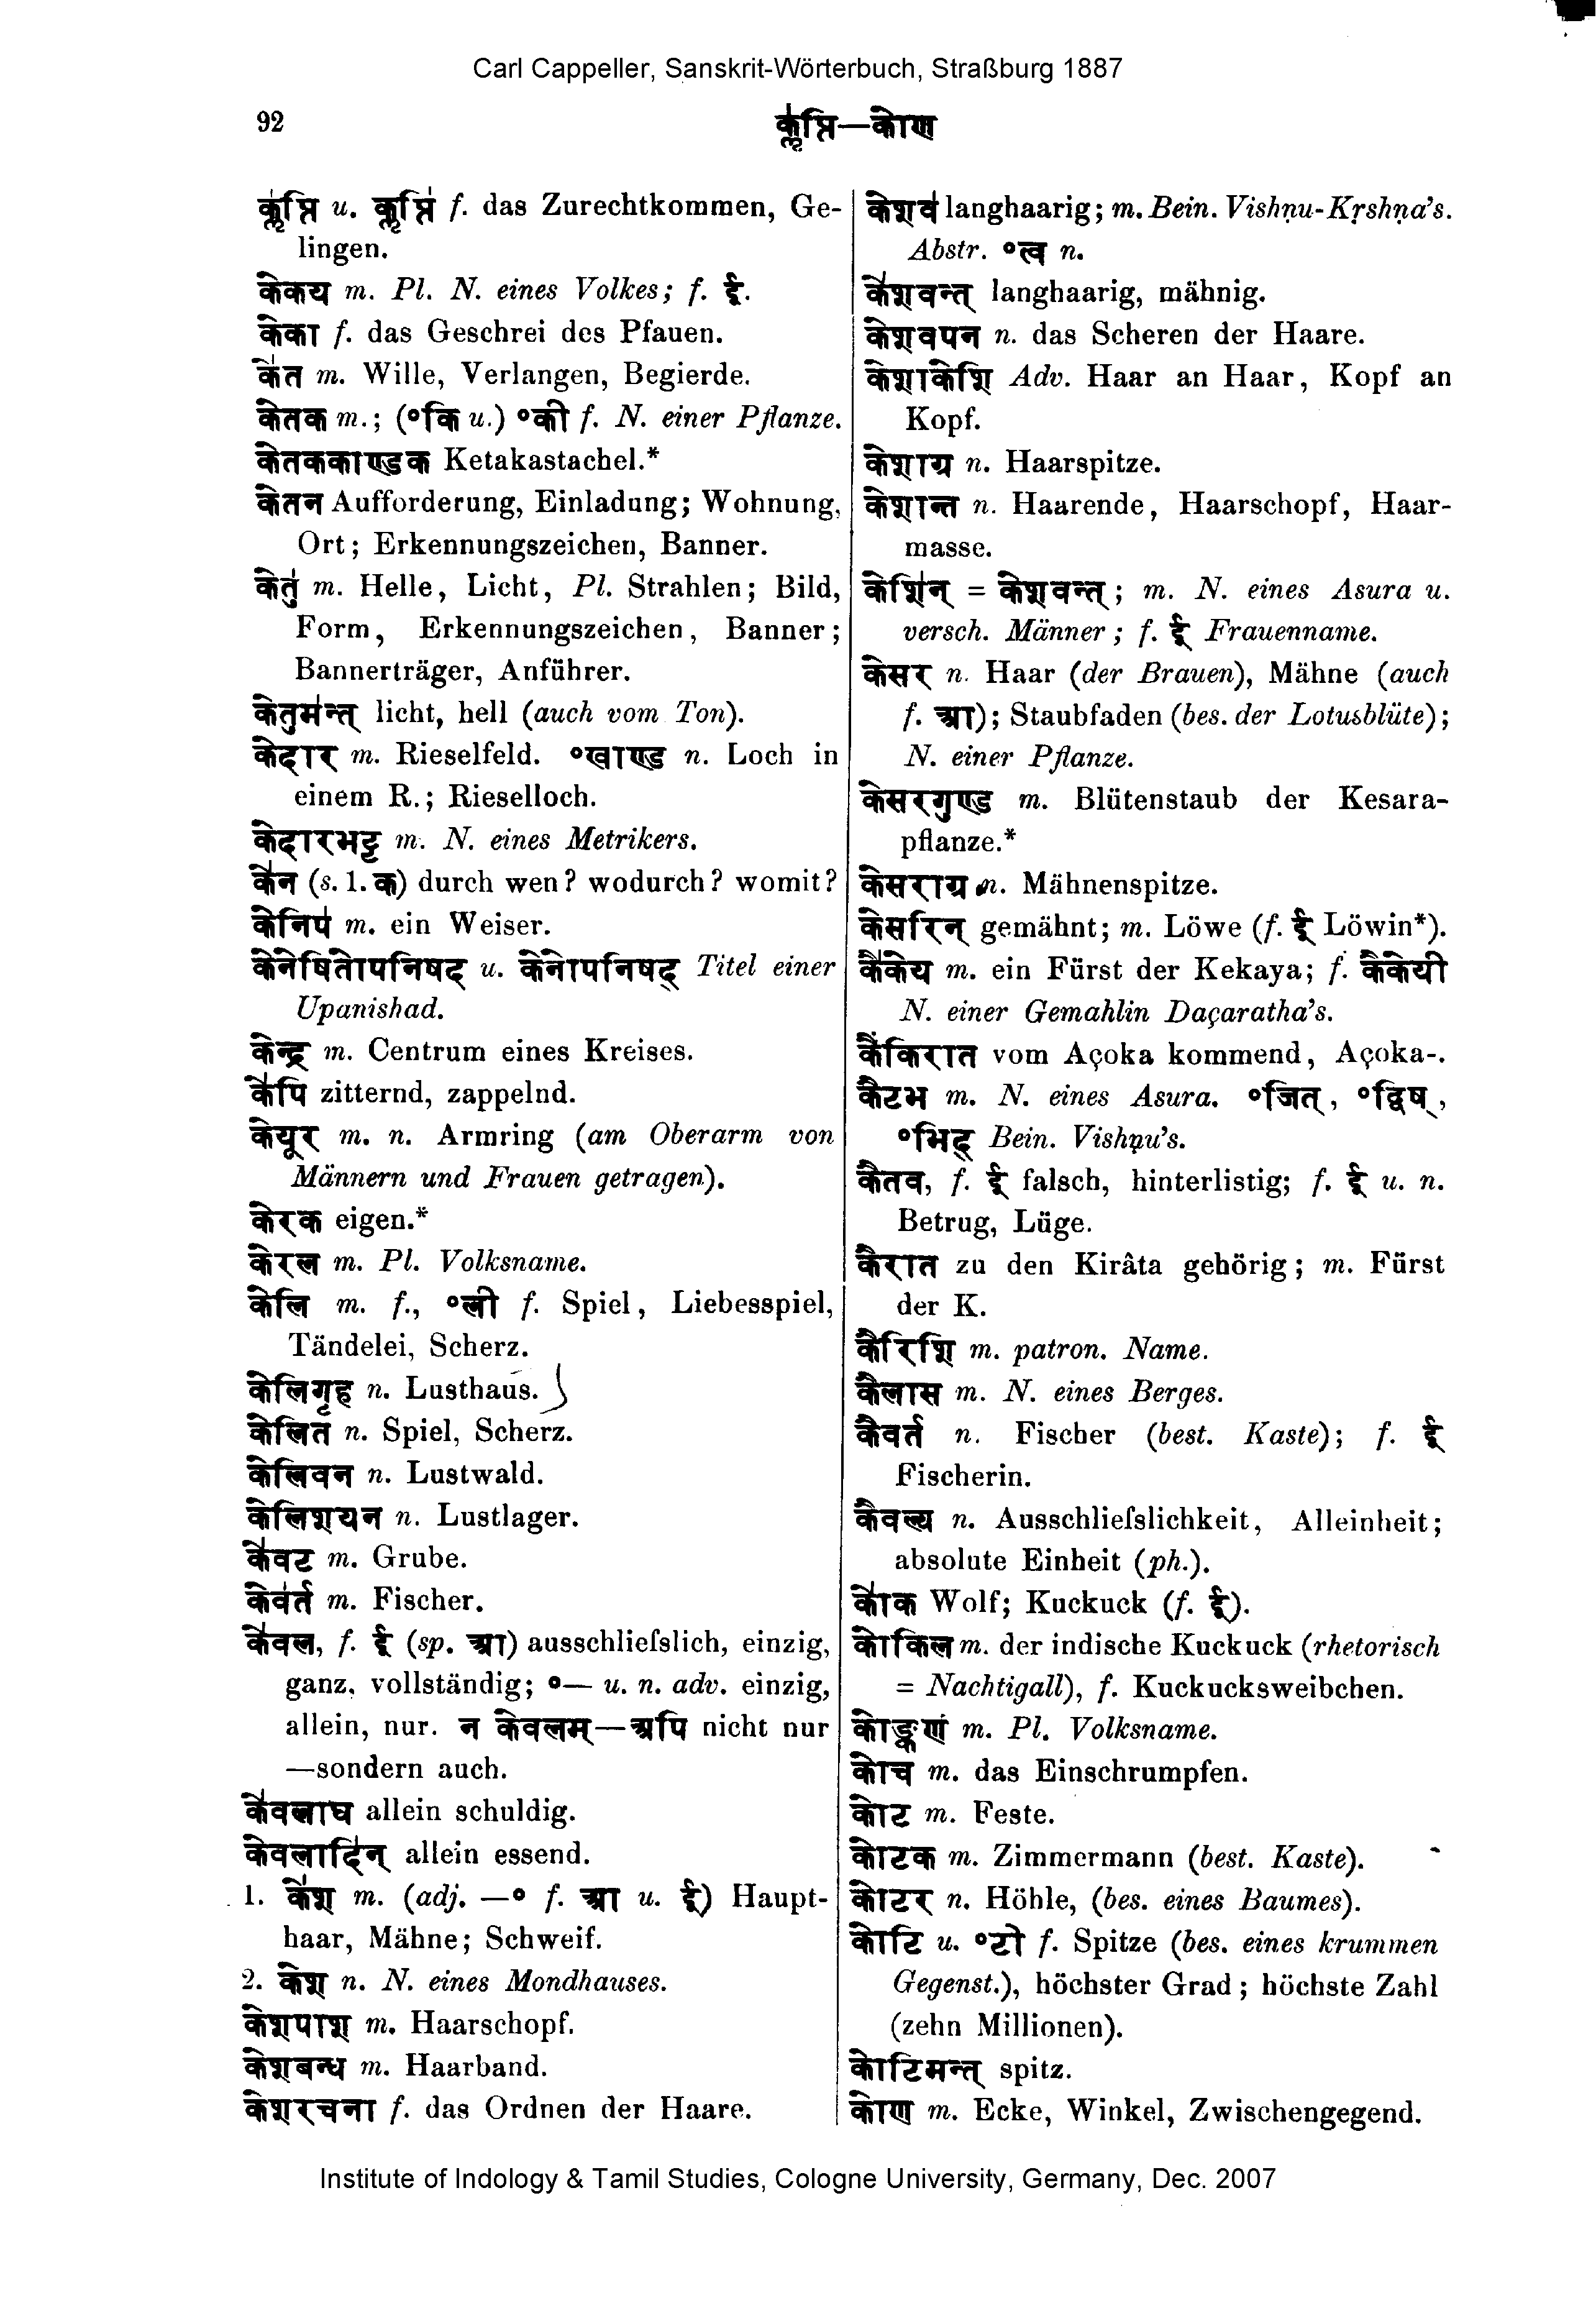 Carl Cappeller, Sanskrit-Wörterbuch, Straßburg 1887
92
कॢ॑प्ति—कोण
कॢ॑प्ति u. कॢप्ति॑ f. das Zurechtkommen, Ge-
lingen.
केकय m. Pl. N. eines Volkes; f. ई.
केका f. das Geschrei des Pfauen.
के॑त m. Wille, Verlangen, Begierde.
केतक m.; (°कि u.) °की f. N. einer Pflanze.
केतककाण्डक Ketakastachel.*
केतन Aufforderung, Einladung; Wohnung,
Ort; Erkennungszeichen, Banner.
केतु॑ m. Helle, Licht, Pl. Strahlen; Bild,
Form, Erkennungszeichen, Banner;
Bannerträger, Anführer.
केतुम॑न्त् licht, hell (auch vom Ton).
केदार m. Rieselfeld. °खाण्ड n. Loch in
einem R.; Rieselloch.
केदारभट्ट m. N. eines Metrikers.
के॑न (s. 1. क) durch wen? wodurch? womit?
केनिप॑ m. ein Weiser.
केनेषितोपनिषद् u. केनोपनिषद् Titel einer
Upanishad.
केन्द्र m. Centrum eines Kreises.
के॑पि zitternd, zappelnd.
केयूर m. n. Armring (am Oberarm von
Männern und Frauen getragen).
केरक eigen.*
केरल m. Pl. Volksname.
केलि m. f., °ली f. Spiel, Liebesspiel,
Tändelei, Scherz.
केलिगृह n. Lusthaus.
केलित n. Spiel, Scherz.
केलिवन n. Lustwald.
केलिशयन n. Lustlager.
के॑वट m. Grube.
केव॑र्त m. Fischer.
के॑वल, f. ई (sp. आ) ausschließslich, einzig,
ganz, vollständig; °— u. n. adv. einzig,
allein, nur. न केवलम्—अपि nicht nur
—sondern auch.
के॑वलाघ allein schuldig.
केवलादि॑न् allein essend.
1. के॑श m. (adj. —° f. आ u. ई) Haupt-
haar, Mähne; Schweif.
2. केश n. N. eines Mondhauses.
केशपाश m. Haarschopf.
केशबन्ध m. Haarband.
केशरचना f. das Ordnen der Haare.
केशव॑ langhaarig; m. Bein. Vishṇu-Kṛshṇa's.
Abstr. °त्व n.
के॑शवन्त् langhaarig, mähnig.
केशवपन n. das Scheren der Haare.
केशाकेशि Adv. Haar an Haar, Kopf an
Kopf.
केशाग्र n. Haarspitze.
केशान्त n. Haarende, Haarschopf, Haar-
masse.
केशि॑न् = केशवन्त्; m. N. eines Asura u.
versch. Männer; f. ई Frauenname.
केसर n. Haar (der Brauen), Mähne (auch
f. आ); Staubfaden (bes. der Lotusblüte);
N. einer Pflanze.
केसरगुण्ड m. Blütenstaub der Kesara-
pflanze.*
केसराग्र n. Mähnenspitze.
केसरिन् gemähnt; m. Löwe (f. ई Löwin*).
कै॑केय m. ein Fürst der Kekaya; f. कैकेयी
N. einer Gemahlin Daçaratha's.
कैंकिरात vom Açoka kommend, Açoka-.
कैटभ m. N. eines Asura. °जित्, °द्विष्,
°भिद् Bein. Vishṇu's.
कैतव, f. ई falsch, hinterlistig; f. ई u. n.
Betrug, Lüge.
कैरात zu den Kirâta gehörig; m. Fürst
der K.
कैरिशि m. patron. Name.
कैलास m. N. eines Berges.
कैवर्त n. Fischer (best. Kaste); f. ई
Fischerin.
कैवल्य n. Ausschlieſslichkeit, Alleinheit;
absolute Einheit (ph.).
को॑क Wolf; Kuckuck (f. ई).
कोकिल m. der indische Kuckuck (rhetorisch
= Nachtigall), f. Kuckucksweibchen.
कोङ्कण॑ m. Pl. Volksname.
कोच m. das Einschrumpfen.
कोट m. Feste.
कोटक m. Zimmermann (best. Kaste).
कोटर n. Höhle, (bes. eines Baumes).
कोटि u. °टी f. Spitze (bes. eines krummen
Gegenst.), höchster Grad; höchste Zahl
(zehn Millionen).
कोटिमन्त् spitz.
कोण m. Ecke, Winkel, Zwischengegend.
Institute of Indology & Tamil Studies, Cologne University, Germany, Dec. 2007